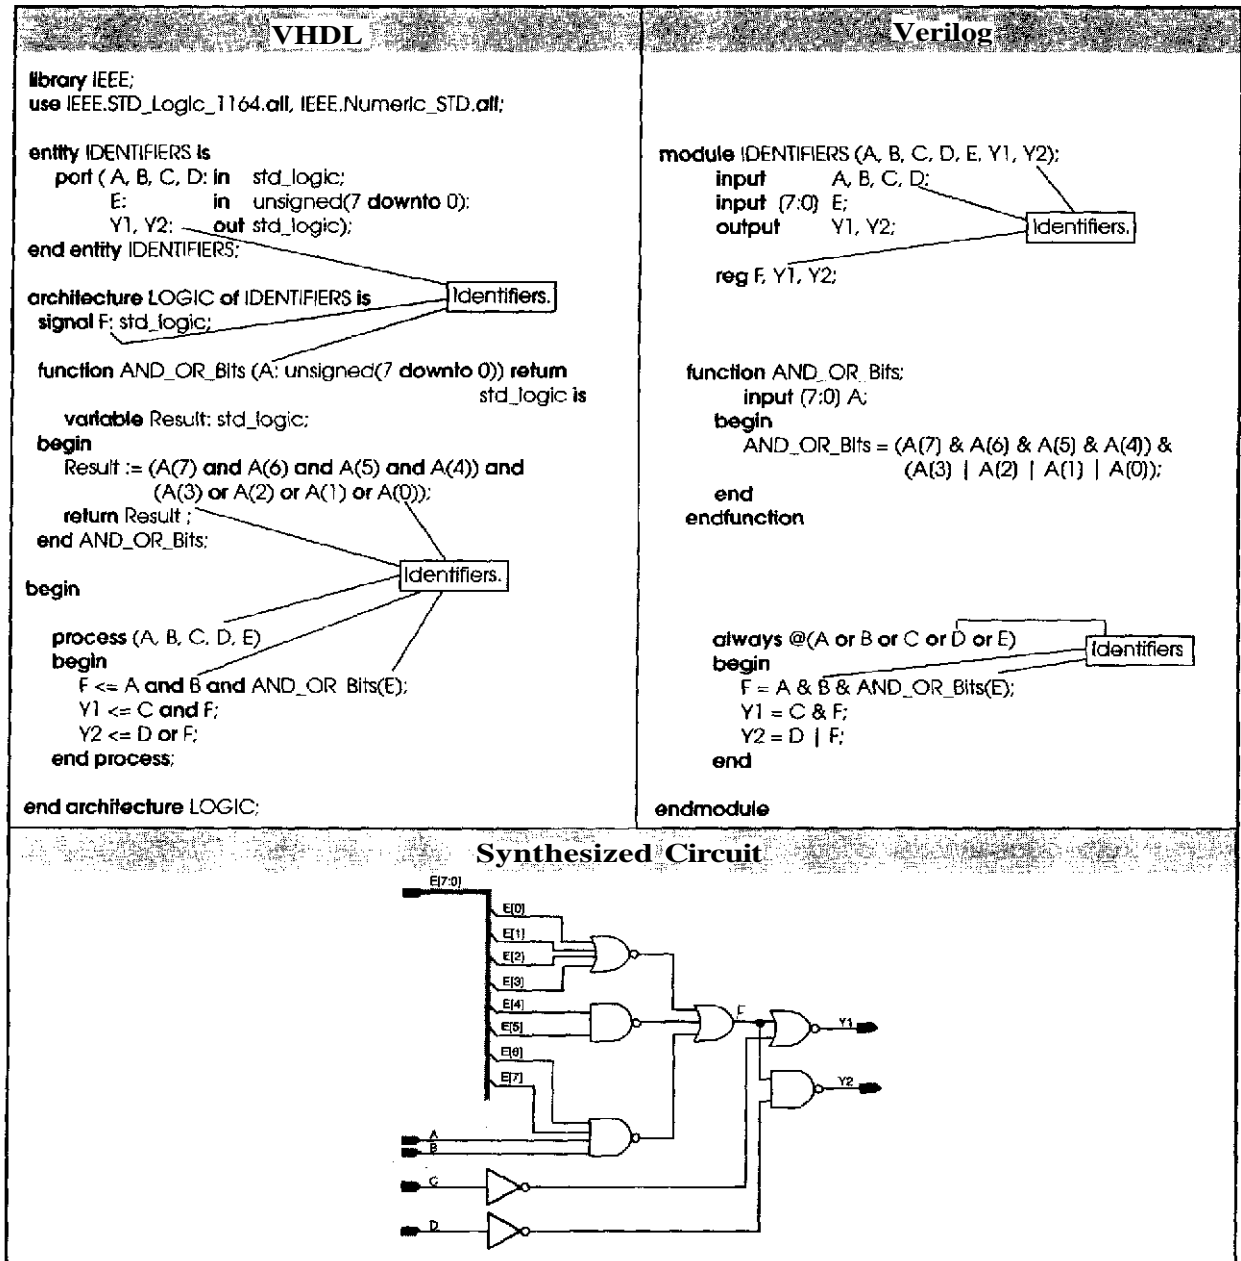 VHDL
library IEEE;
use IEEE.STD_Logic_1164.all, IEEE.Numeric_STD.all;
entity IDENTIFIERS is
port ( A, B, C, D: in std_logic;
E: in unsigned(7 downto 0);
Y1, Y2: out std_logic);
end entity IDENTIFIERS;
Identifiers.
architecture LOGIC of IDENTIFIERS is
signal F: std_logic;
function AND_OR_Bits (A: unsigned(7 downto 0)) return
std_logic is
variable Result: std_logic;
begin
Result := (A(7) and A(6) and A(5) and A(4)) and
(A(3) or A(2) or A(1) or A(0));
return Result ;
end AND_OR_Bits;
Identifiers.
begin
process (A, B, C, D, E)
begin
F <= A and B and AND_OR Bits(E);
Y1 <= C and F;
Y2 <= D or F;
end process;
end architecture LOGIC;
Verilog
module IDENTIFIERS (A, B, C, D, E, Y1, Y2);
input A, B, C, D;
input (7:0) E;
output Y1, Y2;
Identifiers.
reg F, Y1, Y2;
function AND_OR_Bits;
input (7:0) A;
begin
AND_OR_Bits = (A(7) & A(6) & A(5) & A(4)) &
(A(3) | A(2) | A(1) | A(0));
end
endfunction
always @(A or B or C or D or E)
Identifiers
begin
F = A & B & AND_OR_Bits(E);
Y1 = C & F;
Y2 = D | F;
end
endmodule
Synthesized Circuit
E[7:0]
E[0]
E[1]
E[2]
E[3]
E[4]
E[5]
E[6]
E[7]
F
Y1
Y2
A
B
C
D